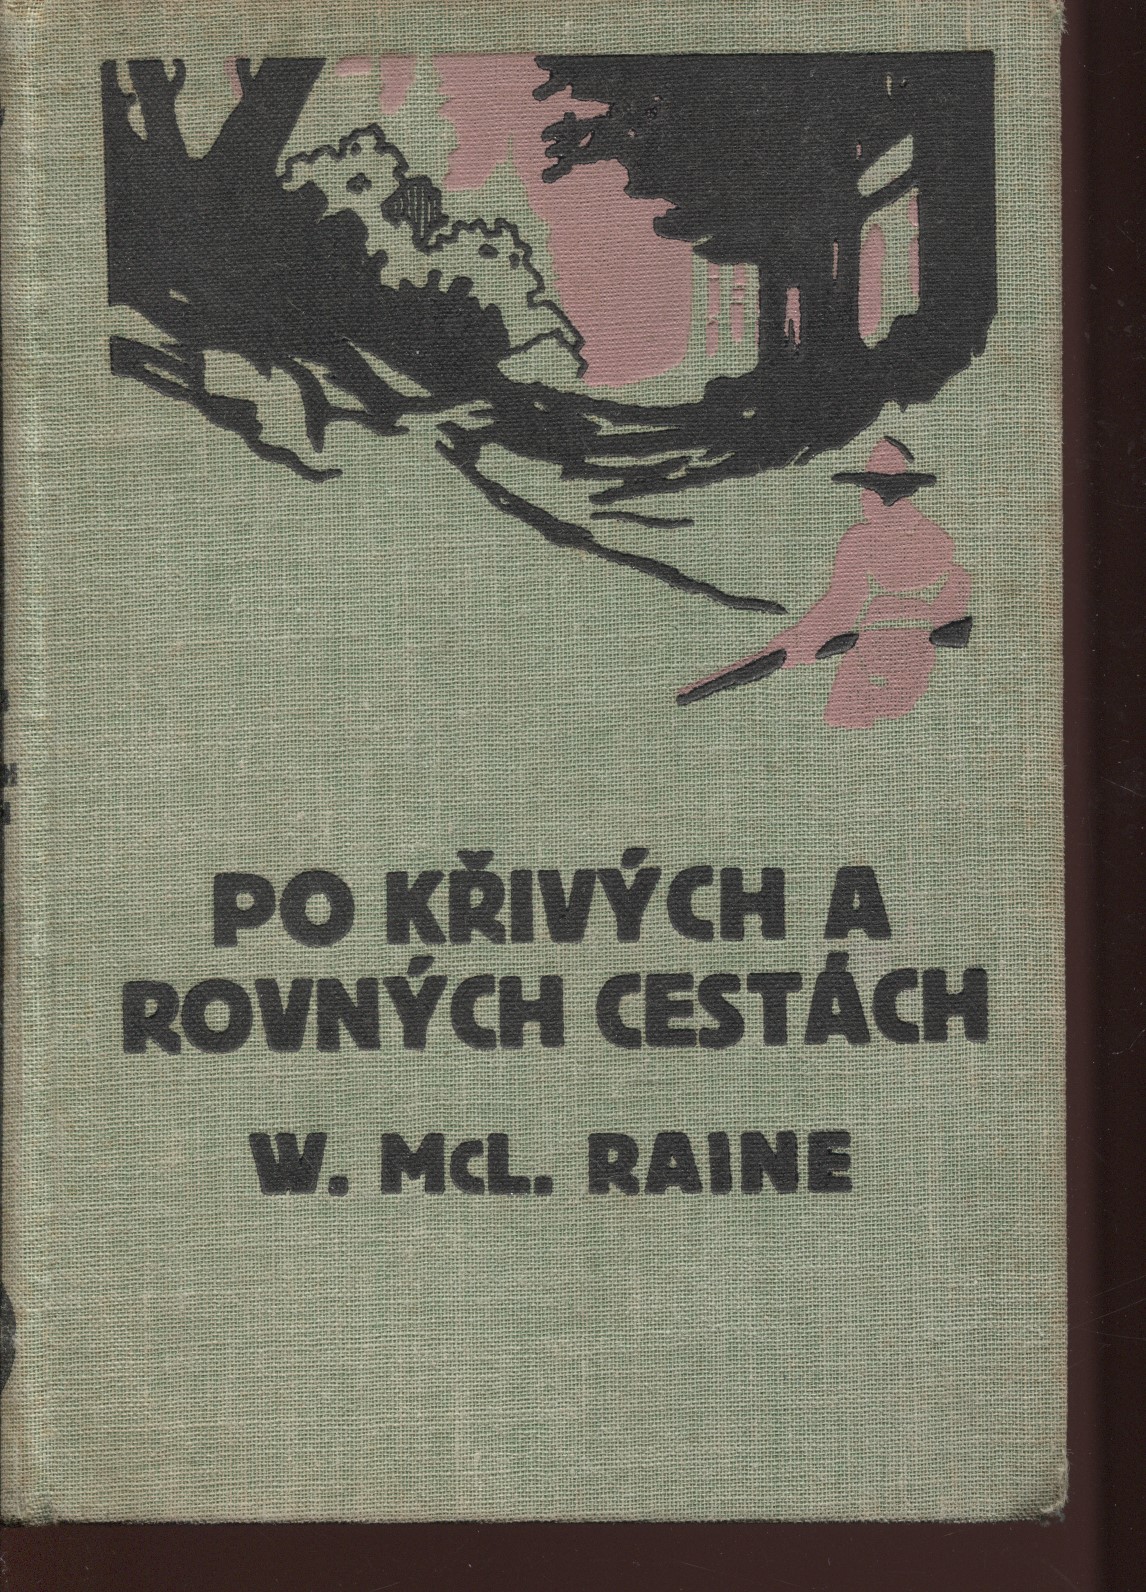 PO KŘIVÝCH A
ROVNÝCH CESTÁCH
W. McL. RAINE